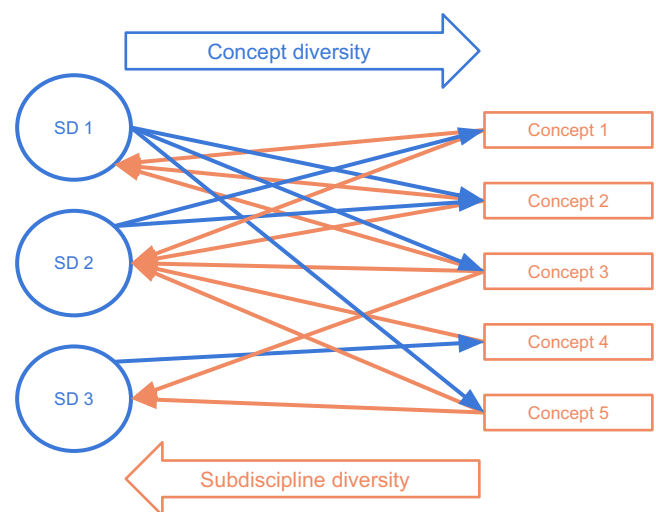 Concept diversity
SD 1
Concept 1
Concept 2
SD 2
Concept 3
Concept 4
SD 3
Concept 5
Subdiscipline diversity